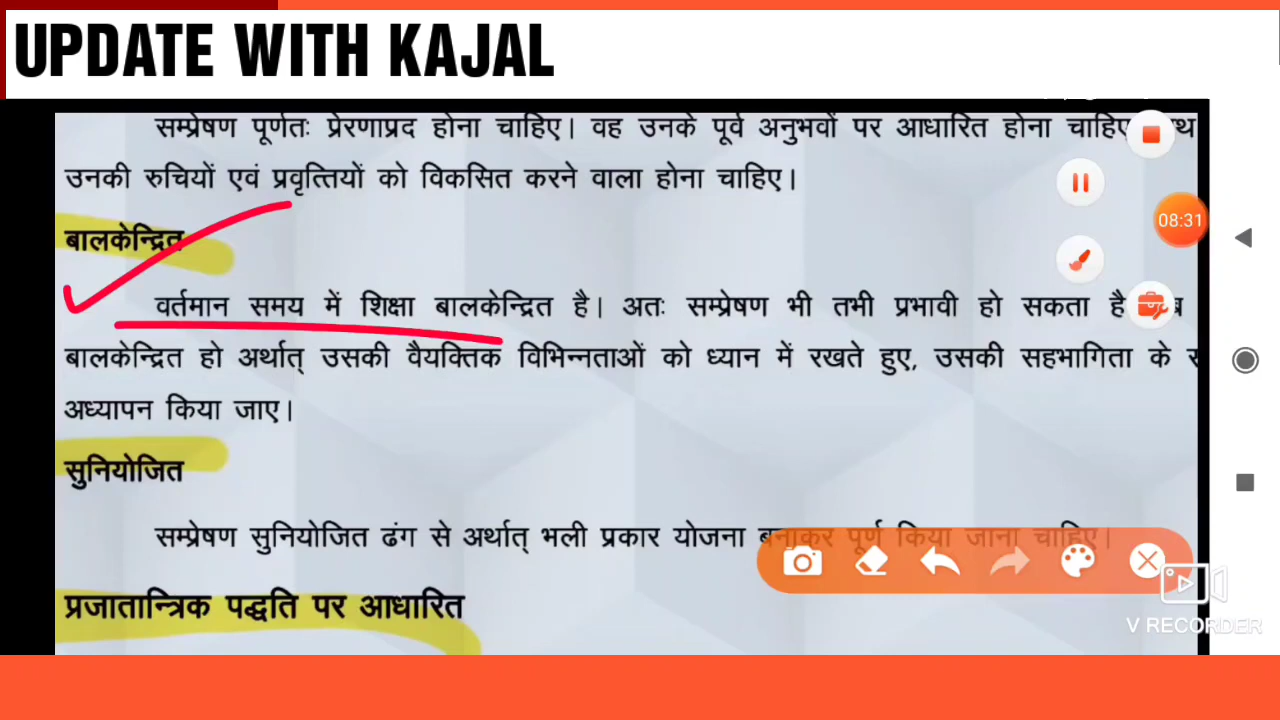 UPDATE WITH KAJAL
सम्प्रेषण पूर्णतः प्रेरणाप्रद होना चाहिए। वह उनके पूर्व अनुभवों पर आधारित होना चाहिए
उनकी रुचियों एवं प्रवृत्तियों को विकसित करने वाला होना चाहिए।
08:31
बालकेन्द्रित
वर्तमान समय में शिक्षा बालकेन्द्रित है। अतः सम्प्रेषण भी तभी प्रभावी हो सकता है
बालकेन्द्रित हो अर्थात् उसकी वैयक्तिक विभिन्नताओं को ध्यान में रखते हुए, उसकी सहभागिता के
अध्यापन किया जाए।
सुनियोजित
सम्प्रेषण सुनियोजित ढंग से अर्थात् भली प्रकार योजना बनाकर पूर्ण किया जाना चाहिए।
प्रजातान्त्रिक पद्धति पर आधारित
V RECORDER